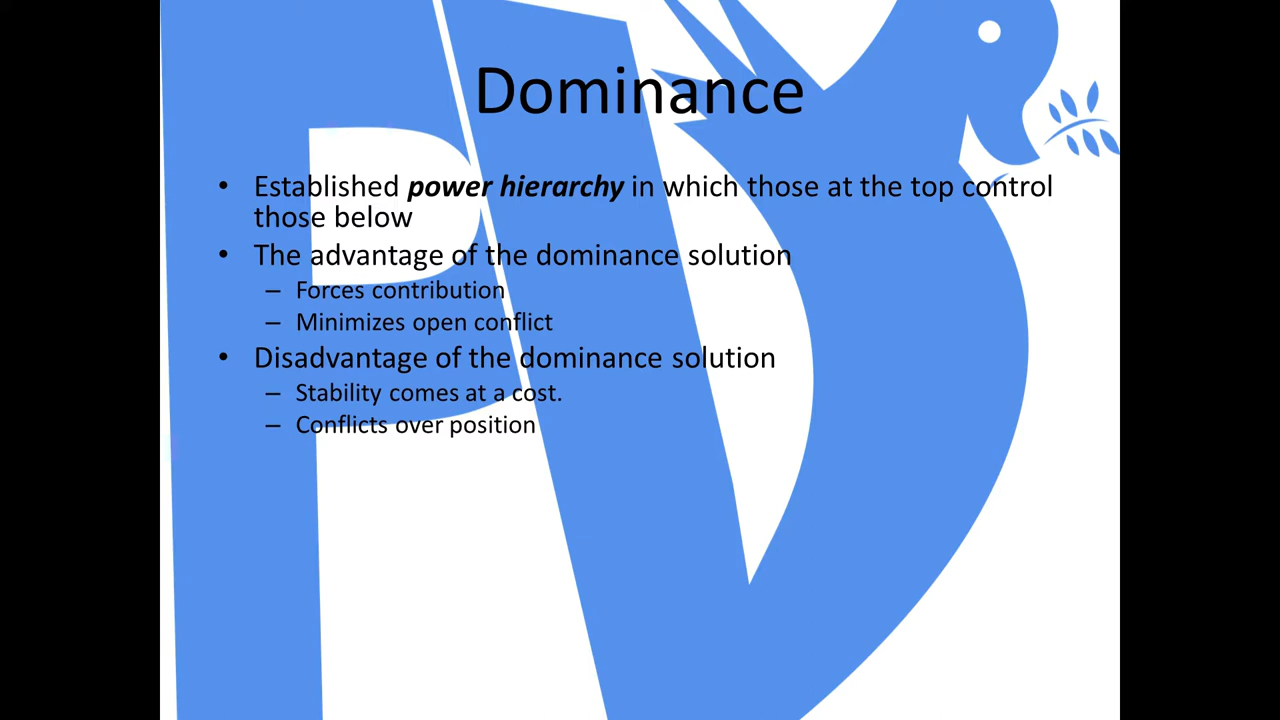 Dominance
• Established power hierarchy in which those at the top control
those below
• The advantage of the dominance solution
– Forces contribution
– Minimizes open conflict
• Disadvantage of the dominance solution
– Stability comes at a cost.
– Conflicts over position